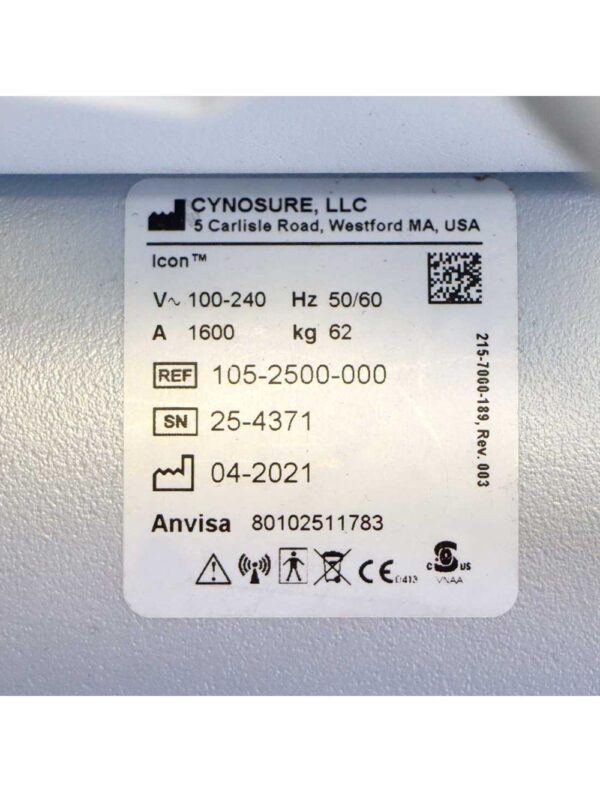 CYNOSURE, LLC
5 Carlisle Road, Westford MA, USA
Icon™
V~ 100-240 Hz 50/60
A 1600 kg 62
REF 105-2500-000
SN 25-4371
04-2021
Anvisa 80102511783
CE 0413
C US
VNAA
215-7000-189, Rev. 003